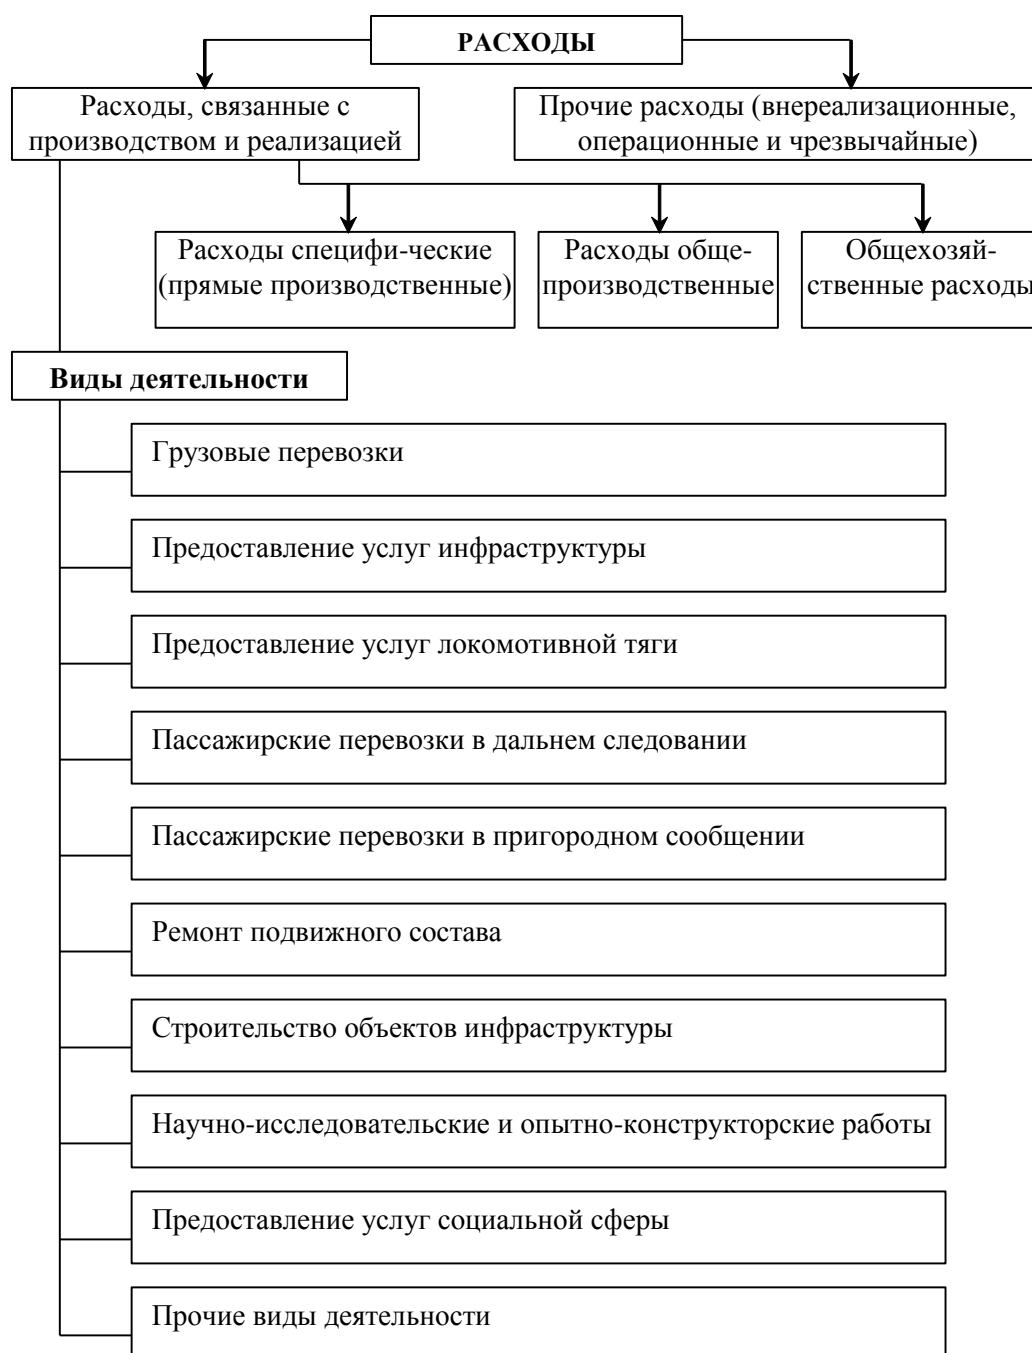 РАСХОДЫ
Расходы, связанные с
производством и реализацией
Прочие расходы (внереализационные,
операционные и чрезвычайные)
Расходы специфи-ческие
(прямые производственные)
Расходы обще-
производственные
Общехозяй-
ственные расходы
Виды деятельности
Грузовые перевозки
Предоставление услуг инфраструктуры
Предоставление услуг локомотивной тяги
Пассажирские перевозки в дальнем следовании
Пассажирские перевозки в пригородном сообщении
Ремонт подвижного состава
Строительство объектов инфраструктуры
Научно-исследовательские и опытно-конструкторские работы
Предоставление услуг социальной сферы
Прочие виды деятельности